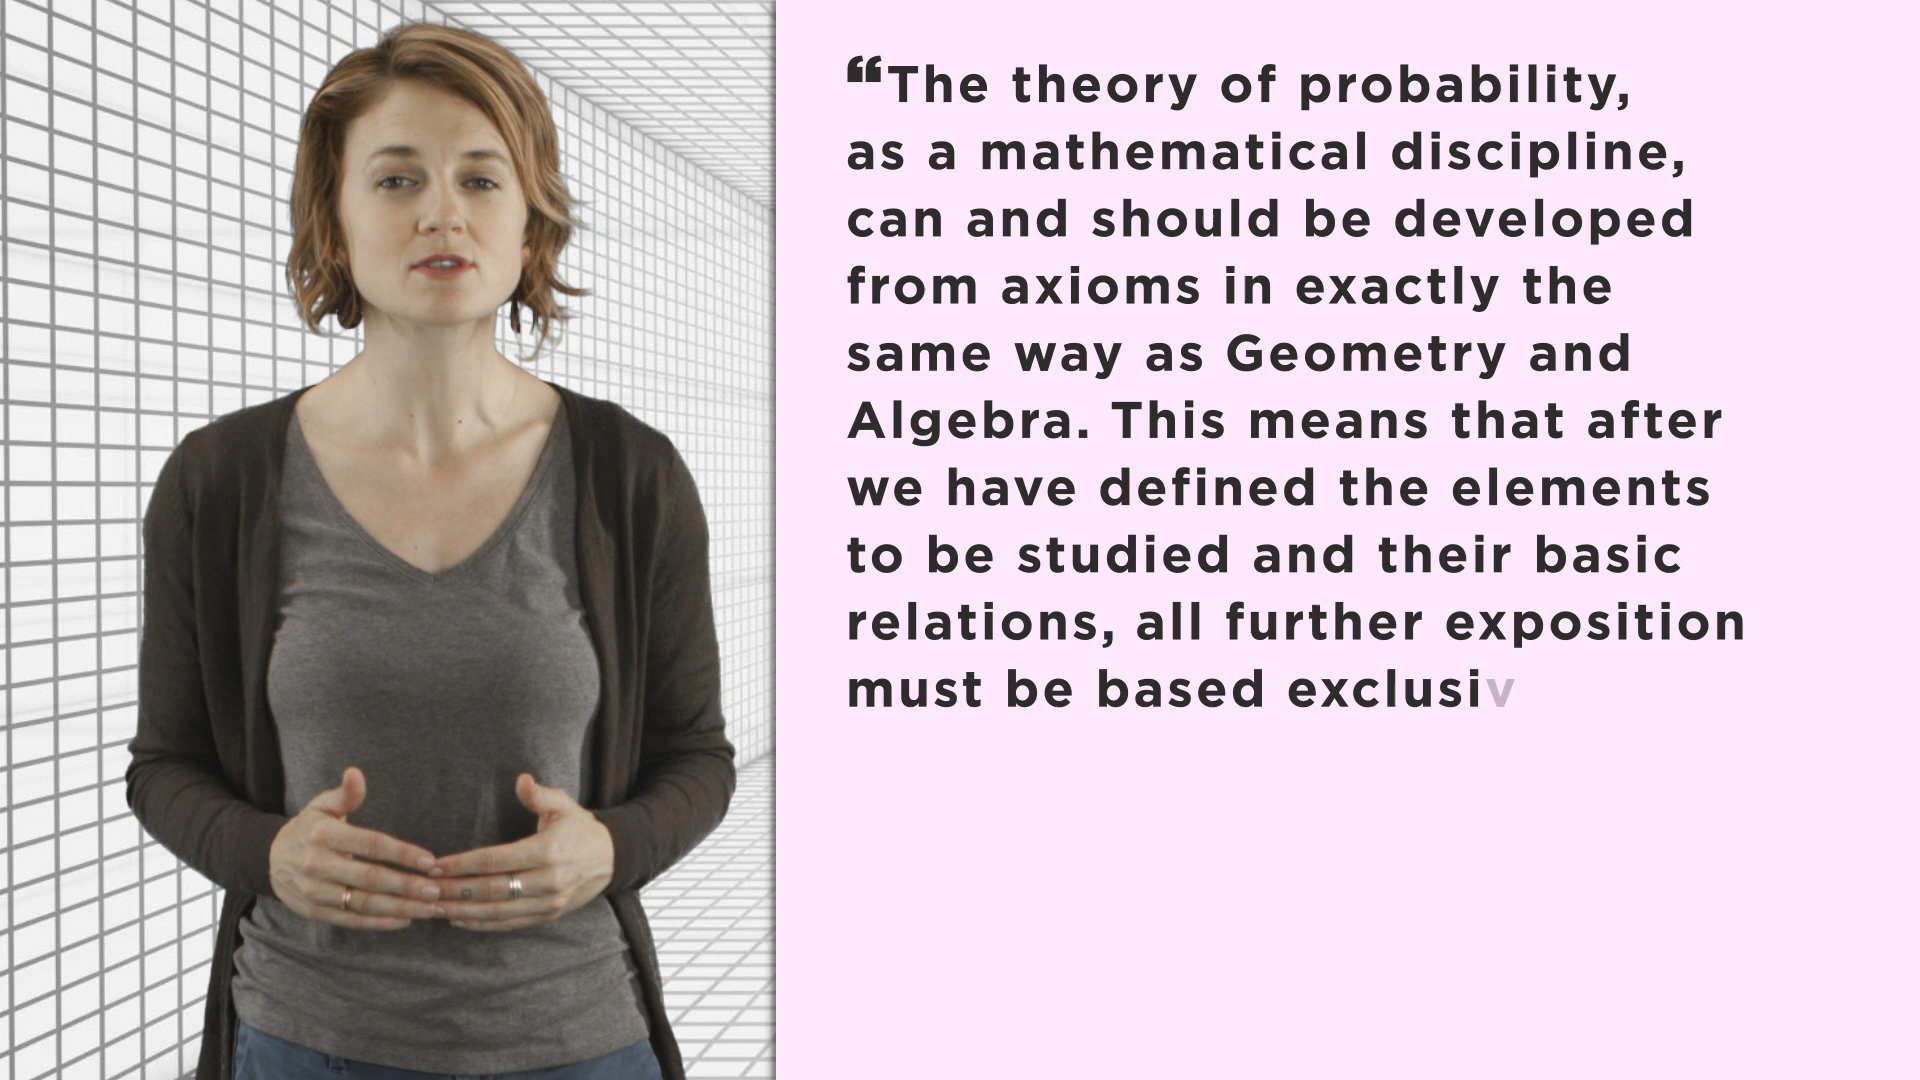 “The theory of probability,
as a mathematical discipline,
can and should be developed
from axioms in exactly the
same way as Geometry and
Algebra. This means that after
we have defined the elements
to be studied and their basic
relations, all further exposition
must be based exclusiv